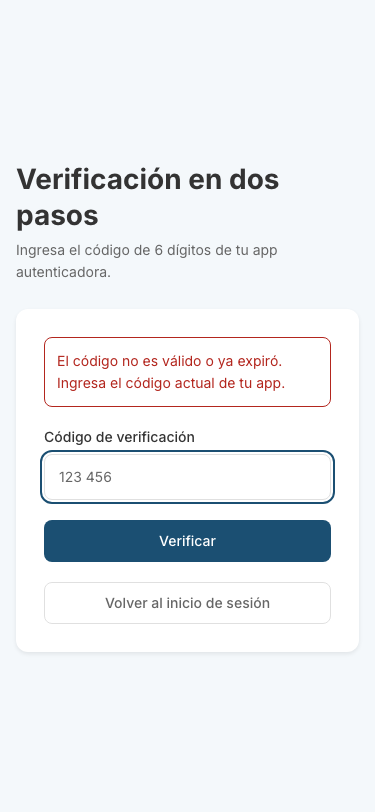 Verificación en dos
pasos
Ingresa el código de 6 dígitos de tu app
autenticadora.
El código no es válido o ya expiró.
Ingresa el código actual de tu app.
Código de verificación
123 456
Verificar
Volver al inicio de sesión